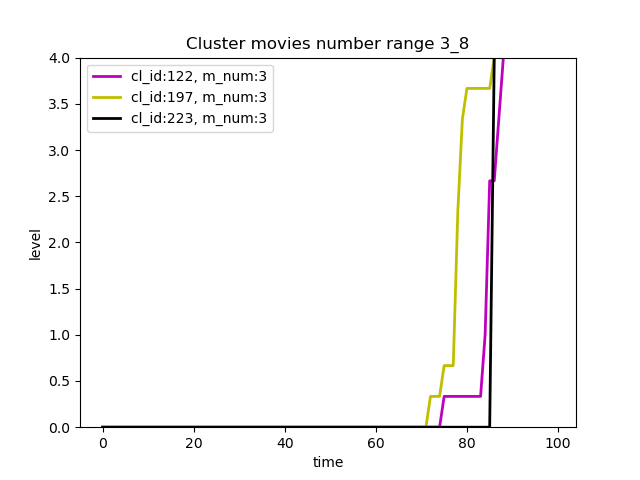 Cluster movies number range 3_8
cl_id:122, m_num:3
cl_id:197, m_num:3
cl_id:223, m_num:3
4.0
3.5
3.0
2.5
2.0
1.5
1.0
0.5
0.0
level
0 20 40 60 80 100
time